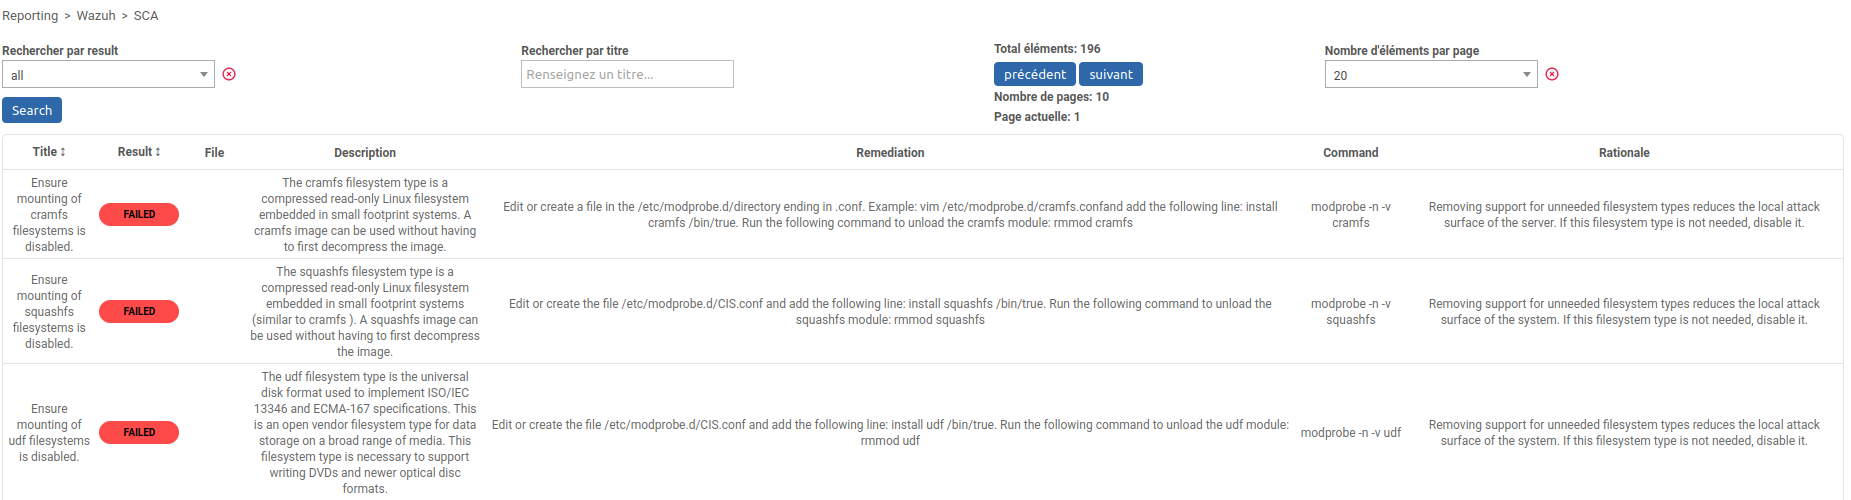 Reporting > Wazuh > SCA
Rechercher par result
all
Search
Rechercher par titre
Renseignez un titre...
Total éléments: 196
précédent suivant
Nombre de pages: 10
Page actuelle: 1
Nombre d'éléments par page
20
Title ↕ Result ↕ File Description Remediation Command Rationale
Ensure
mounting of
cramfs
filesystems is
disabled.
FAILED
The cramfs filesystem type is a
compressed read-only Linux filesystem
embedded in small footprint systems. A
cramfs image can be used without having
to first decompress the image.
Edit or create a file in the /etc/modprobe.d/directory ending in .conf. Example: vim /etc/modprobe.d/cramfs.confand add the following line: install
cramfs /bin/true. Run the following command to unload the cramfs module: rmmod cramfs
modprobe -n -v
cramfs
Removing support for unneeded filesystem types reduces the local attack
surface of the server. If this filesystem type is not needed, disable it.
Ensure
mounting of
squashfs
filesystems is
disabled.
FAILED
The squashfs filesystem type is a
compressed read-only Linux filesystem
embedded in small footprint systems
(similar to cramfs ). A squashfs image can
be used without having to first decompress
the image.
Edit or create the file /etc/modprobe.d/CIS.conf and add the following line: install squashfs /bin/true. Run the following command to unload the
squashfs module: rmmod squashfs
modprobe -n -v
squashfs
Removing support for unneeded filesystem types reduces the local attack
surface of the system. If this filesystem type is not needed, disable it.
Ensure
mounting of
udf filesystems
is disabled.
FAILED
The udf filesystem type is the universal
disk format used to implement ISO/IEC
13346 and ECMA-167 specifications. This
is an open vendor filesystem type for data
storage on a broad range of media. This
filesystem type is necessary to support
writing DVDs and newer optical disc
formats.
Edit or create the file /etc/modprobe.d/CIS.conf and add the following line: install udf /bin/true. Run the following command to unload the udf module:
rmmod udf
modprobe -n -v udf
Removing support for unneeded filesystem types reduces the local attack
surface of the system. If this filesystem type is not needed, disable it.